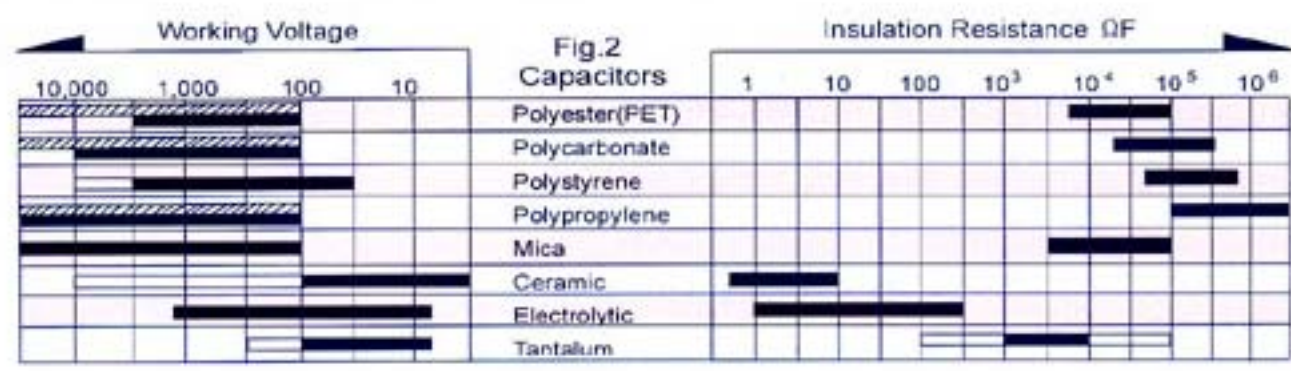 Working Voltage
Fig.2
Capacitors
Insulation Resistance ΩF
10,000 1,000 100 10
1 10 100 10³ 10⁴ 10⁵ 10⁶
Polyester(PET)
Polycarbonate
Polystyrene
Polypropylene
Mica
Ceramic
Electrolytic
Tantalum